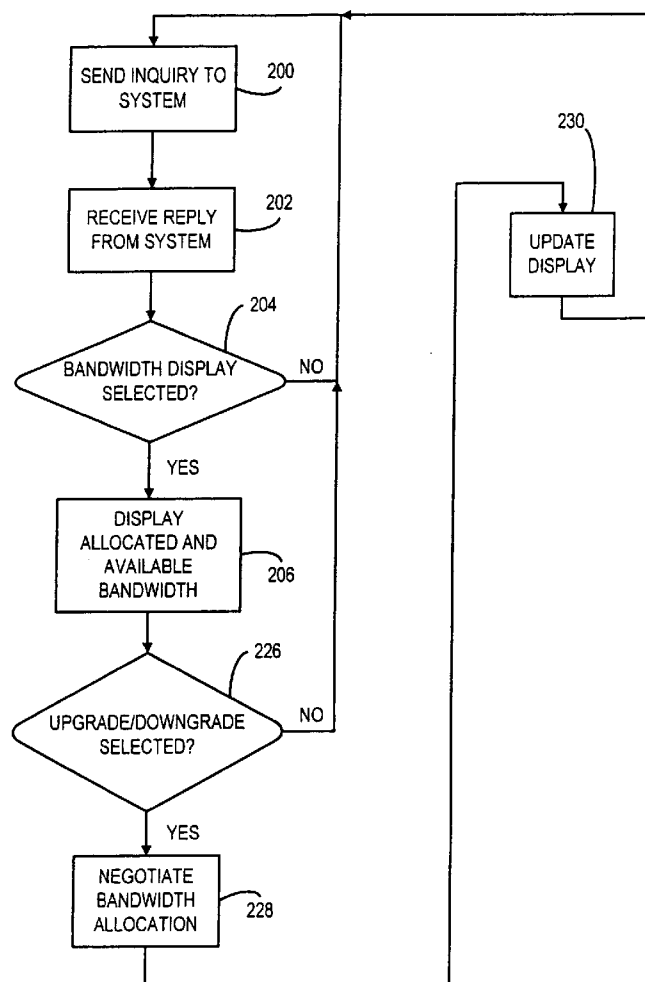 SEND INQUIRY TO
SYSTEM
200
RECEIVE REPLY
FROM SYSTEM
202
204
BANDWIDTH DISPLAY
SELECTED?
NO
YES
DISPLAY
ALLOCATED AND
AVAILABLE
BANDWIDTH
206
226
UPGRADE/DOWNGRADE
SELECTED?
NO
YES
NEGOTIATE
BANDWIDTH
ALLOCATION
228
230
UPDATE
DISPLAY